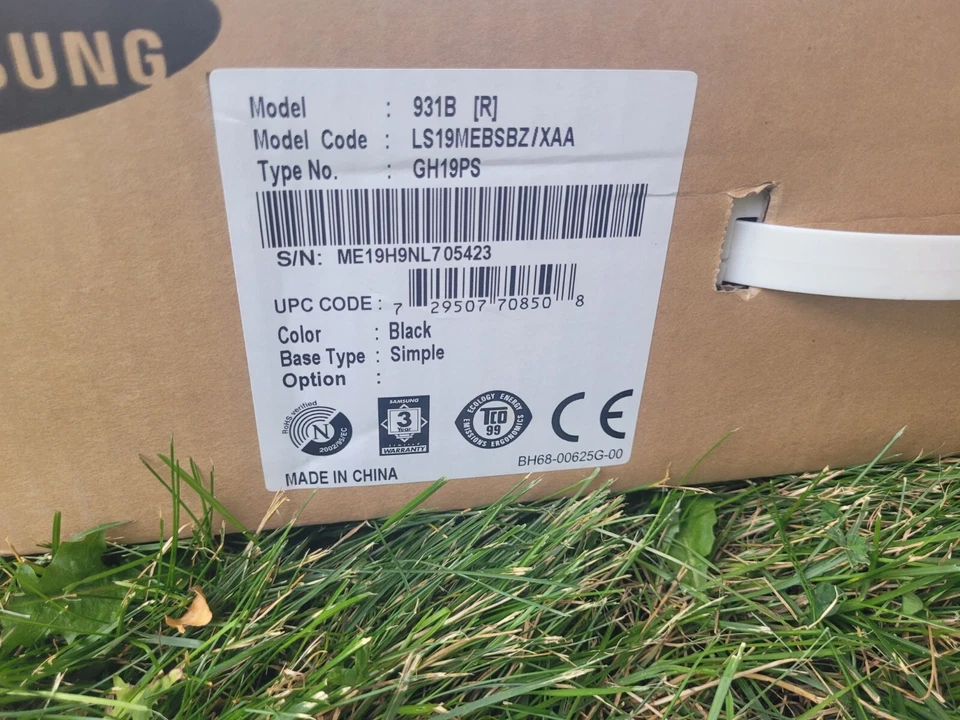 SUNG
Model : 931B [R]
Model Code : LS19MEBSBZ/XAA
Type No. : GH19PS
S/N: ME19H9NL705423
UPC CODE : 7 29507 70850 8
Color : Black
Base Type : Simple
Option :
RoHS verified
N
2002/95/EC
SAMSUNG
3
Year
LIMITED
WARRANTY
ECOLOGY ENERGY
TCO
99
EMISSIONS ERGONOMICS
CE
BH68-00625G-00
MADE IN CHINA